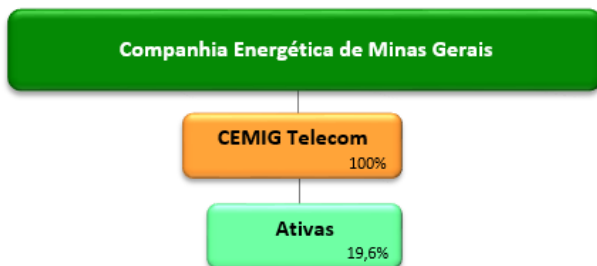 Companhia Energética de Minas Gerais
CEMIG Telecom
100%
Ativas
19,6%